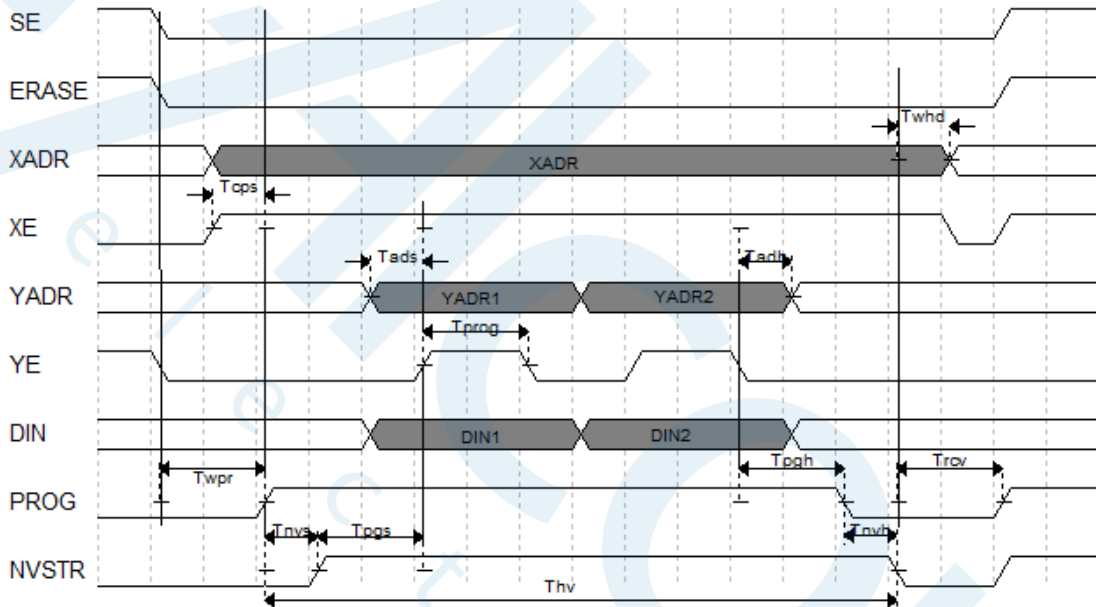 SE
ERASE
Twhd
XADR
XADR
Tcps
XE
Tads
Tadh
YADR
YADR1
YADR2
Tprog
YE
DIN
DIN1
DIN2
Twpr
Tpgh
Trcv
PROG
Tnvs
Tpgs
Tnvh
NVSTR
Thv